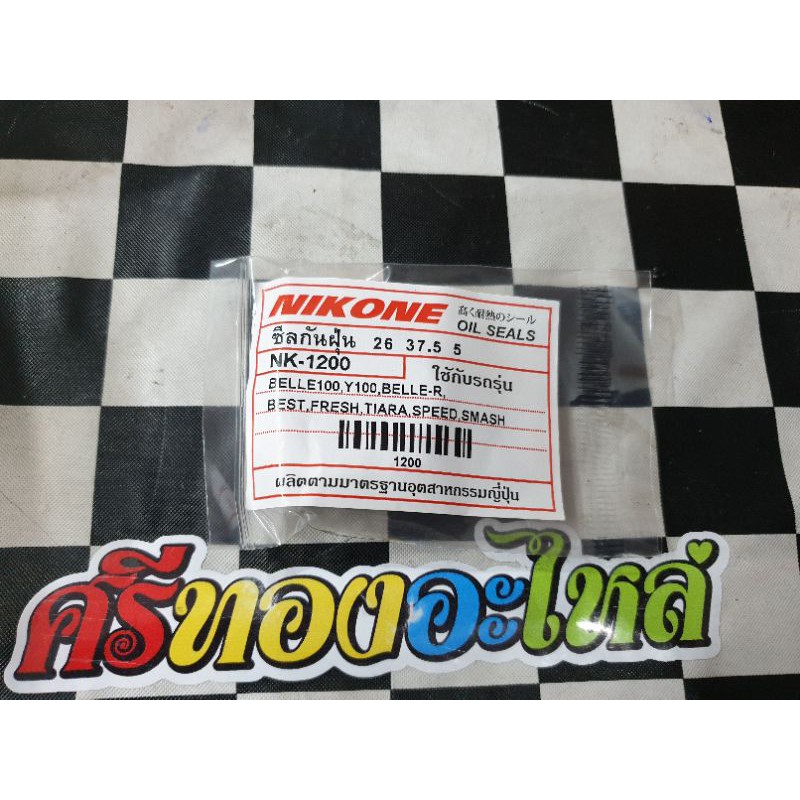 NIKONE 高く耐熱のシール
OIL SEALS
ซีลกันฝุ่น 26 37.5 5
NK-1200 ใช้กับรถรุ่น
BELLE100,Y100,BELLE-R,
BEST,FRESH,TIARA,SPEED,SMASH
1200
ผลิตตามมาตรฐานอุตสาหกรรมญี่ปุ่น
ศรีทองอะไหล่